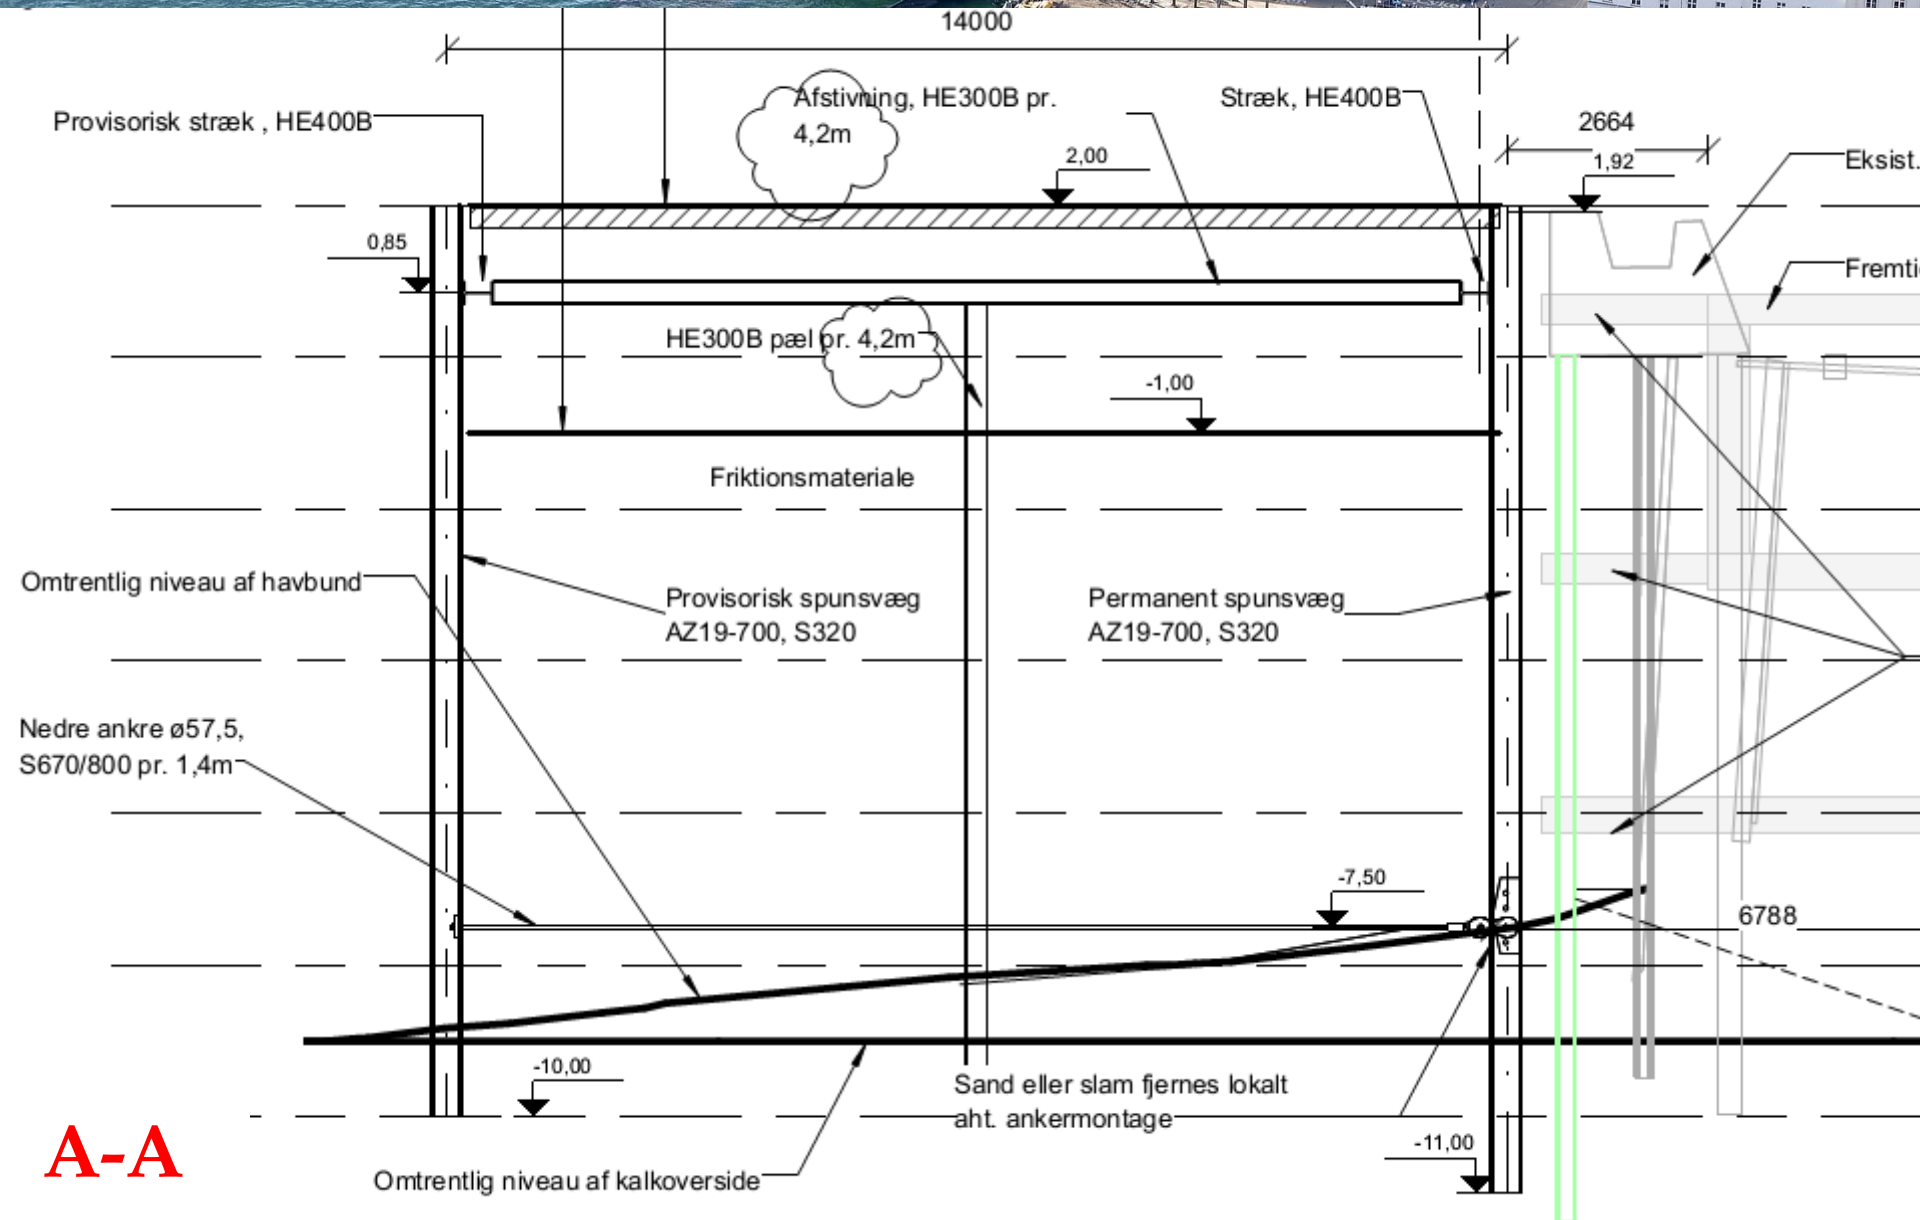 14000
Afstivning, HE300B pr.
4,2m
Stræk, HE400B
Provisorisk stræk , HE400B
2664
2,00
1,92
Eksist.
0,85
HE300B pæl pr. 4,2m
-1,00
Friktionsmateriale
Omtrentlig niveau af havbund
Provisorisk spunsvæg
AZ19-700, S320
Permanent spunsvæg
AZ19-700, S320
Nedre ankre ø57,5,
S670/800 pr. 1,4m
-7,50
6788
-10,00
Sand eller slam fjernes lokalt
aht. ankermontage
-11,00
A-A
Omtrentlig niveau af kalkoverside